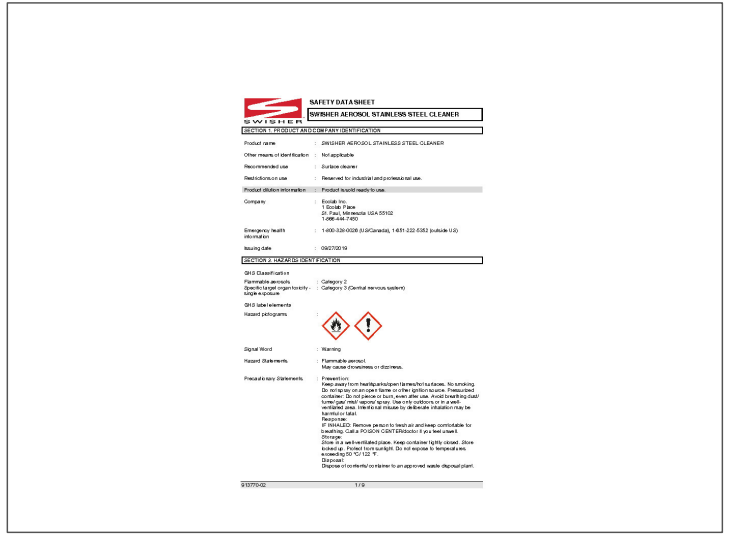 SAFETY DATA SHEET
SWISHER AEROSOL STAINLESS STEEL CLEANER
SWISHER
SECTION 1. PRODUCT AND COMPANY IDENTIFICATION
Product name : SWISHER AEROSOL STAINLESS STEEL CLEANER
Other means of identification : Not applicable
Recommended use : Surface cleaner
Restrictions on use : Reserved for industrial and professional use.
Product dilution information : Product is sold ready to use.
Company : Ecolab Inc.
1 Ecolab Place
St. Paul, Minnesota USA 55102
1-866-444-7450
Emergency health information : 1-800-328-0026 (US/Canada), 1-651-222-5352 (outside US)
Issuing date : 09/27/2019
SECTION 2. HAZARDS IDENTIFICATION
GHS Classification
Flammable aerosols : Category 2
Specific target organ toxicity - single exposure : Category 3 (Central nervous system)
GHS label elements
Hazard pictograms :
Signal Word : Warning
Hazard Statements : Flammable aerosol.
May cause drowsiness or dizziness.
Precautionary Statements : Prevention:
Keep away from heat/sparks/open flames/hot surfaces. No smoking.
Do not spray on an open flame or other ignition source. Pressurized
container: Do not pierce or burn, even after use. Avoid breathing dust/
fume/ gas/ mist/ vapors/ spray. Use only outdoors or in a well-
ventilated area. Intentional misuse by deliberate inhalation may be
harmful or fatal.
Response:
IF INHALED: Remove person to fresh air and keep comfortable for
breathing. Call a POISON CENTER/doctor if you feel unwell.
Storage:
Store in a well-ventilated place. Keep container tightly closed. Store
locked up. Protect from sunlight. Do not expose to temperatures
exceeding 50 °C/ 122 °F.
Disposal:
Dispose of contents/ container to an approved waste disposal plant.
913770-02 1 / 9